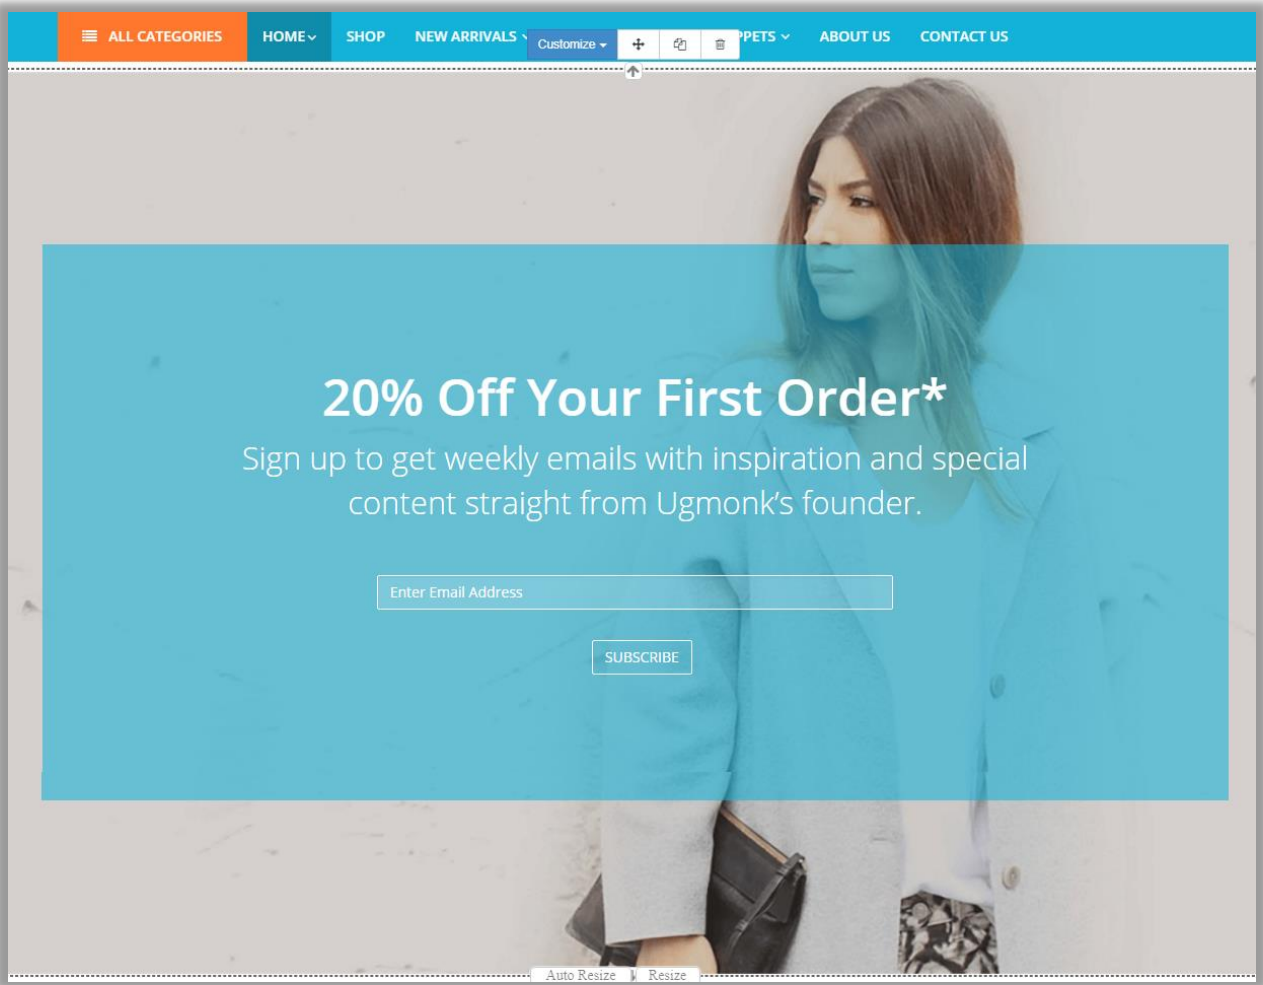 ALL CATEGORIES HOME SHOP NEW ARRIVALS Customize PPETS ABOUT US CONTACT US
20% Off Your First Order*
Sign up to get weekly emails with inspiration and special
content straight from Ugmonk’s founder.
Enter Email Address
SUBSCRIBE
Auto Resize Resize